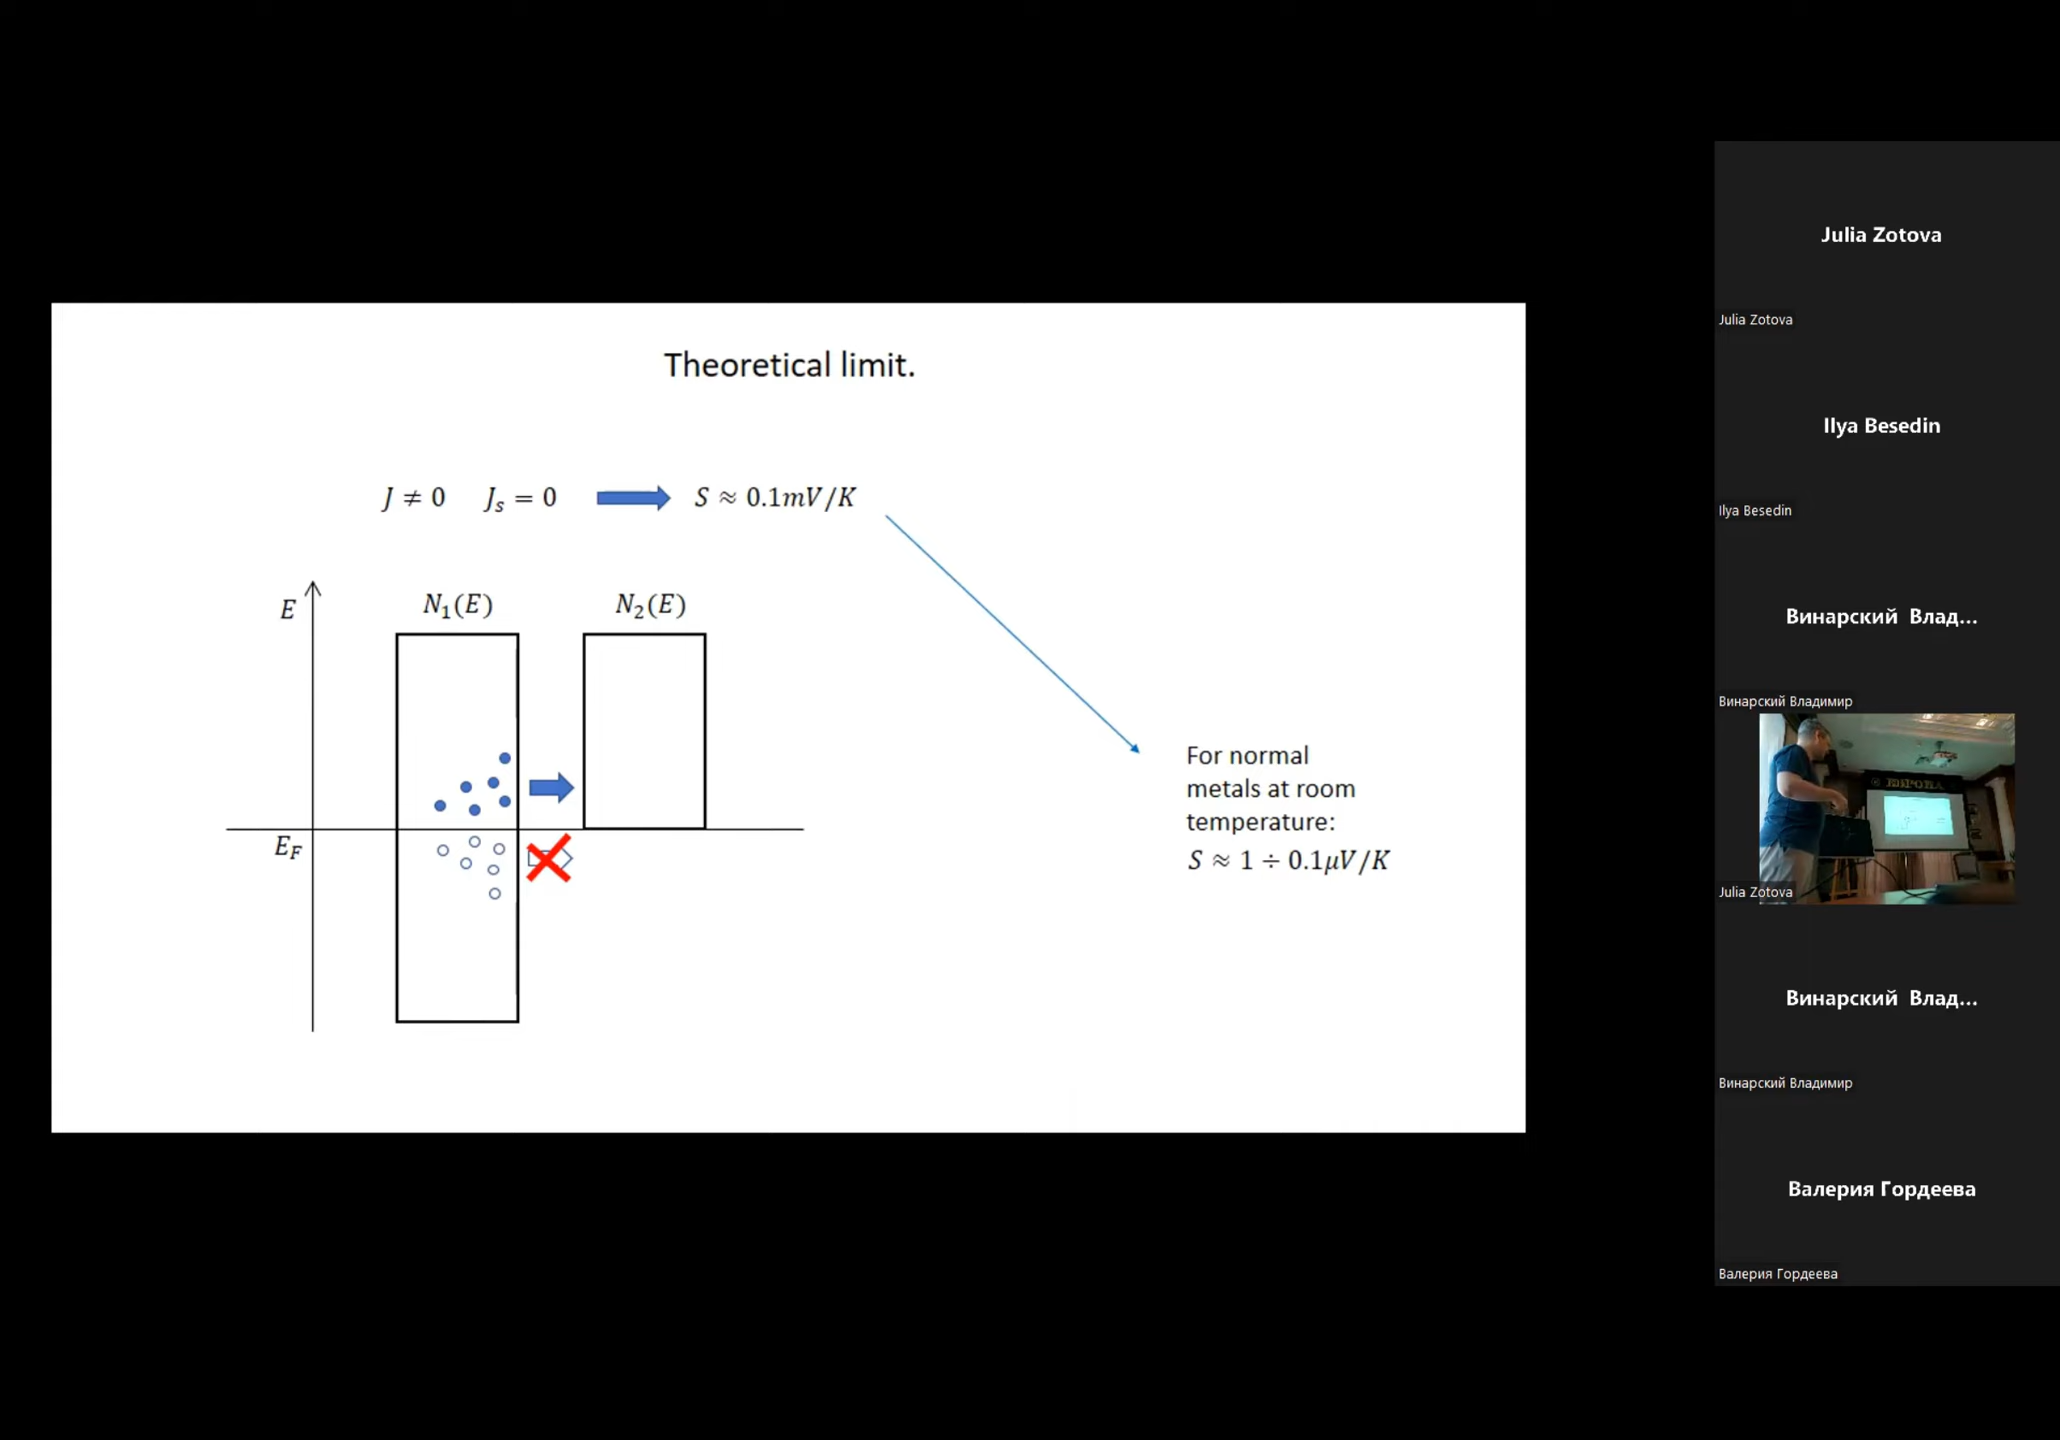 Theoretical limit.
J ≠ 0 J_s = 0 S ≈ 0.1mV/K
E
N₁(E) N₂(E)
E_F
For normal
metals at room
temperature:
S ≈ 1 ÷ 0.1μV/K
Julia Zotova
Julia Zotova
Ilya Besedin
Ilya Besedin
Винарский Влад...
Винарский Владимир
Julia Zotova
Винарский Влад...
Винарский Владимир
Валерия Гордеева
Валерия Гордеева